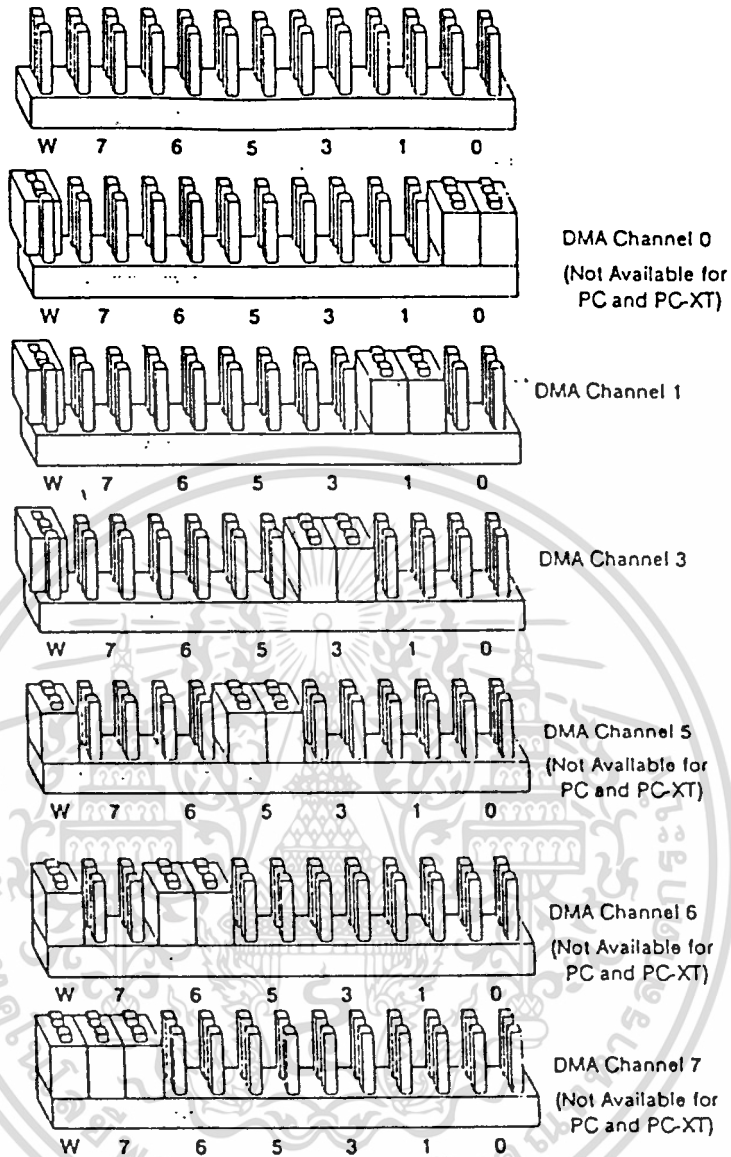 W 7 6 5 3 1 0
DMA Channel 0
(Not Available for
PC and PC-XT)
W 7 6 5 3 1 0
DMA Channel 1
W 7 6 5 3 1 0
DMA Channel 3
W 7 6 5 3 1 0
DMA Channel 5
(Not Available for
PC and PC-XT)
W 7 6 5 3 1 0
DMA Channel 6
(Not Available for
PC and PC-XT)
W 7 6 5 3 1 0
DMA Channel 7
(Not Available for
PC and PC-XT)
W 7 6 5 3 1 0